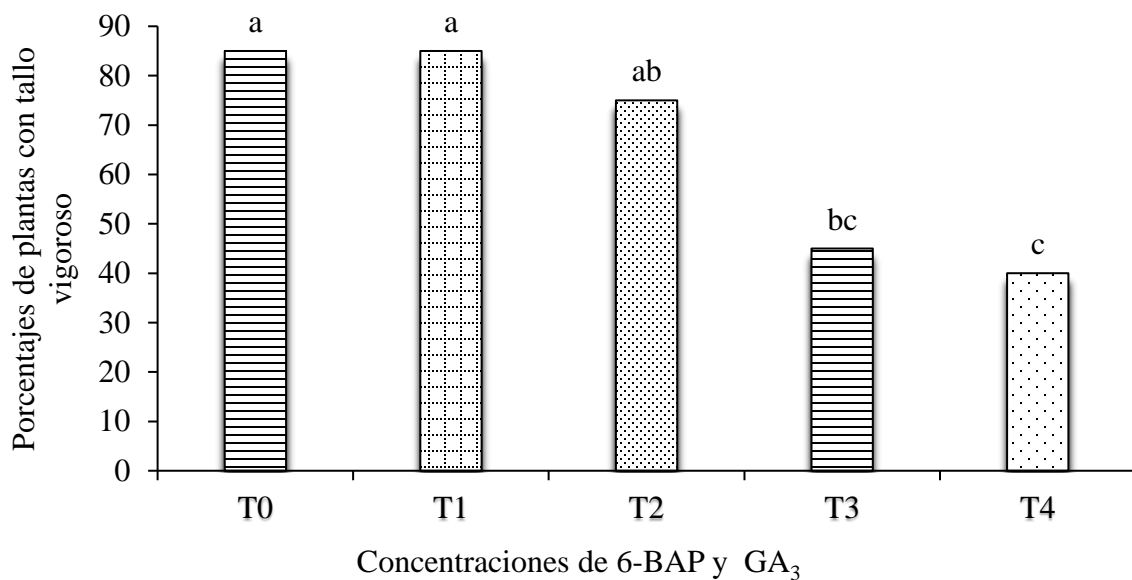 Porcentajes de plantas con tallo
vigoroso
90
80
70
60
50
40
30
20
10
0
a
a
ab
bc
c
T0
T1
T2
T3
T4
Concentraciones de 6-BAP y GA₃